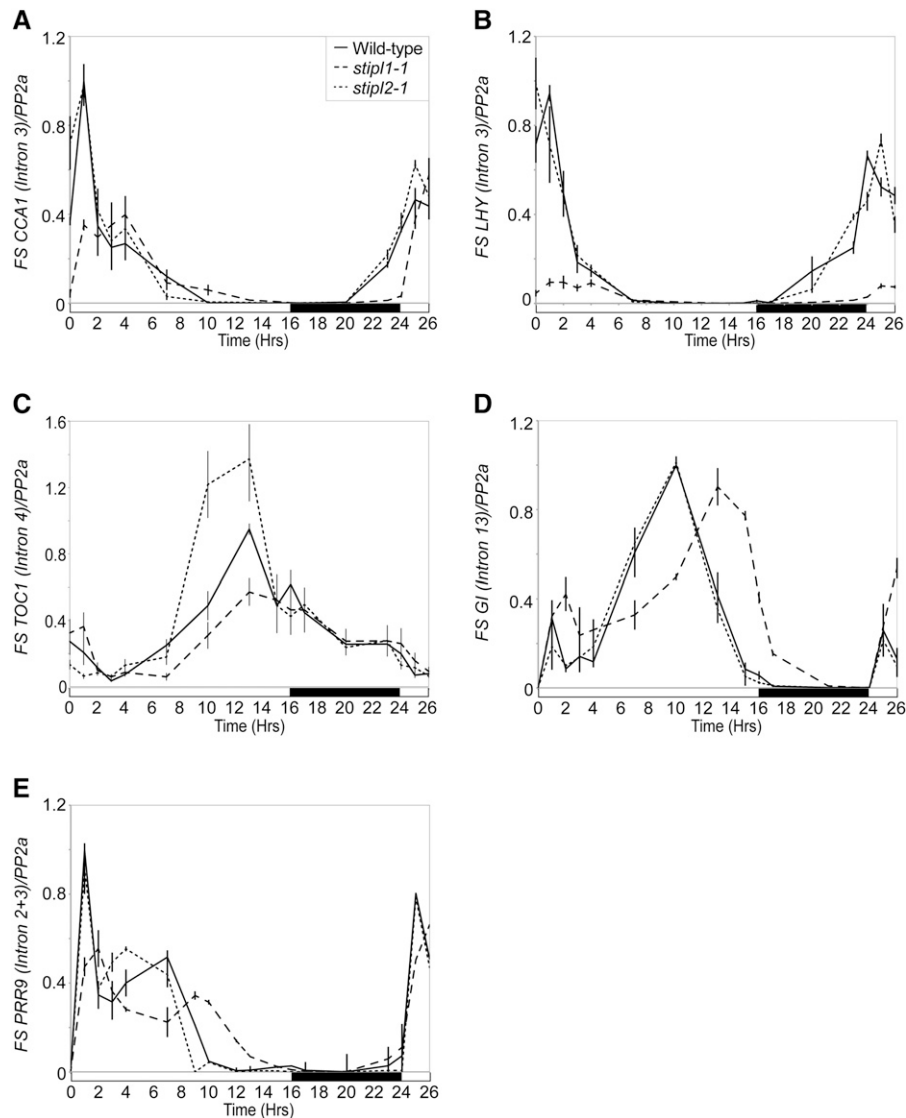 A
FS CCA1 (Intron 3)/PP2a
1.2
0.8
0.4
0
Wild-type
stipl1-1
stipl2-1
0 2 4 6 8 10 12 14 16 18 20 22 24 26
Time (Hrs)
B
FS LHY (Intron 3)/PP2a
1.2
0.8
0.4
0
0 2 4 6 8 10 12 14 16 18 20 22 24 26
Time (Hrs)
C
FS TOC1 (Intron 4)/PP2a
1.6
1.2
0.8
0.4
0
0 2 4 6 8 10 12 14 16 18 20 22 24 26
Time (Hrs)
D
FS GI (Intron 13)/PP2a
1.2
0.8
0.4
0
0 2 4 6 8 10 12 14 16 18 20 22 24 26
Time (Hrs)
E
FS PRR9 (Intron 2+3)/PP2a
1.2
0.8
0.4
0
0 2 4 6 8 10 12 14 16 18 20 22 24 26
Time (Hrs)